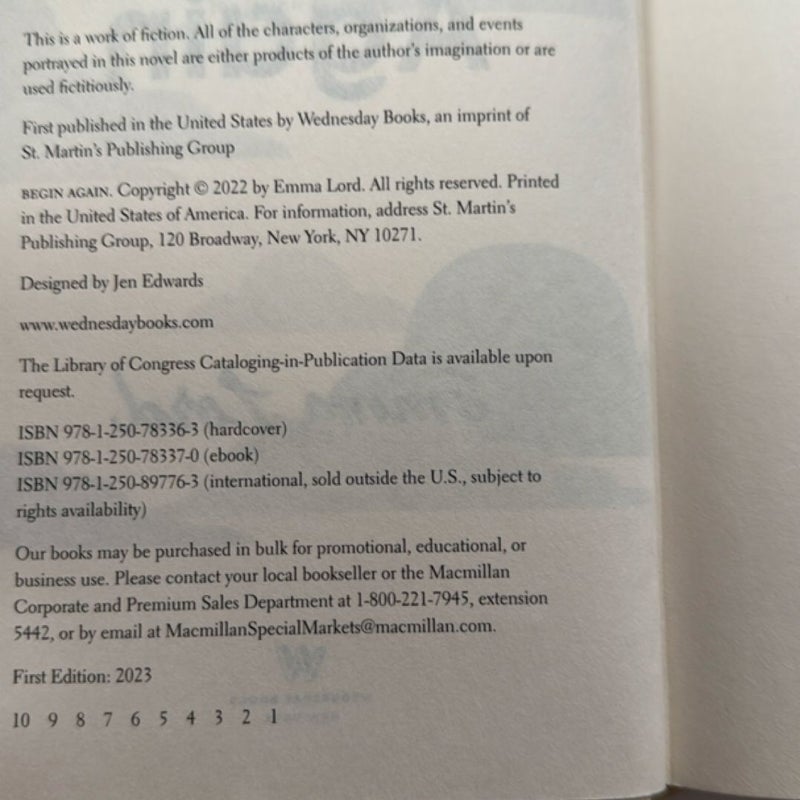 This is a work of fiction. All of the characters, organizations, and events
portrayed in this novel are either products of the author's imagination or are
used fictitiously.
First published in the United States by Wednesday Books, an imprint of
St. Martin's Publishing Group
BEGIN AGAIN. Copyright © 2022 by Emma Lord. All rights reserved. Printed
in the United States of America. For information, address St. Martin's
Publishing Group, 120 Broadway, New York, NY 10271.
Designed by Jen Edwards
www.wednesdaybooks.com
The Library of Congress Cataloging-in-Publication Data is available upon
request.
ISBN 978-1-250-78336-3 (hardcover)
ISBN 978-1-250-78337-0 (ebook)
ISBN 978-1-250-89776-3 (international, sold outside the U.S., subject to
rights availability)
Our books may be purchased in bulk for promotional, educational, or
business use. Please contact your local bookseller or the Macmillan
Corporate and Premium Sales Department at 1-800-221-7945, extension
5442, or by email at MacmillanSpecialMarkets@macmillan.com.
First Edition: 2023
10 9 8 7 6 5 4 3 2 1